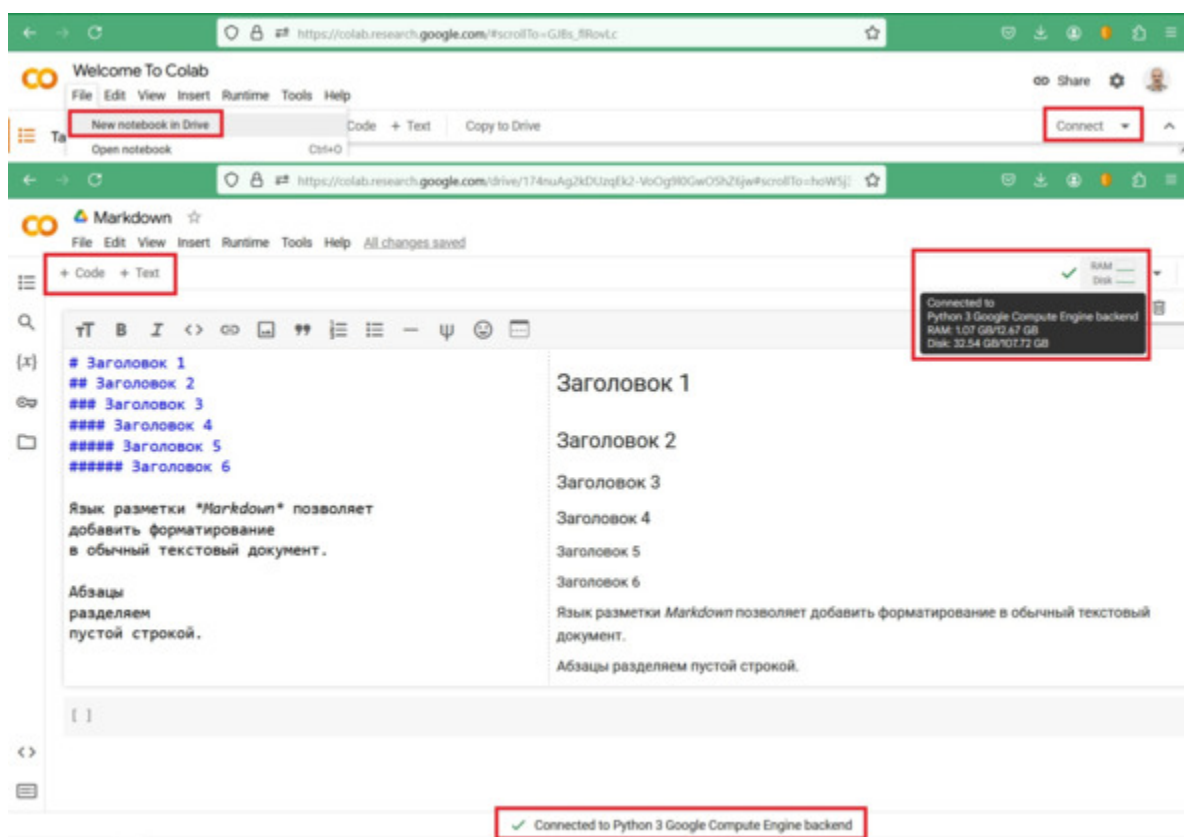 https://colab.research.google.com/#scrollTo=GJBs_flRovLc
Welcome To Colab
File Edit View Insert Runtime Tools Help
Share
New notebook in Drive
Code + Text Copy to Drive
Connect
Ta
Open notebook Ctrl+O
Markdown
File Edit View Insert Runtime Tools Help All changes saved
+ Code + Text
RAM
Disk
Connected to
Python 3 Google Compute Engine backend
RAM: 1.07 GB/12.67 GB
Disk: 32.54 GB/107.72 GB
# Заголовок 1
## Заголовок 2
### Заголовок 3
#### Заголовок 4
##### Заголовок 5
###### Заголовок 6
Язык разметки *Markdown* позволяет
добавить форматирование
в обычный текстовый документ.
Абзацы
разделяем
пустой строкой.
Заголовок 1
Заголовок 2
Заголовок 3
Заголовок 4
Заголовок 5
Заголовок 6
Язык разметки Markdown позволяет добавить форматирование в обычный текстовый
документ.
Абзацы разделяем пустой строкой.
[ ]
Connected to Python 3 Google Compute Engine backend